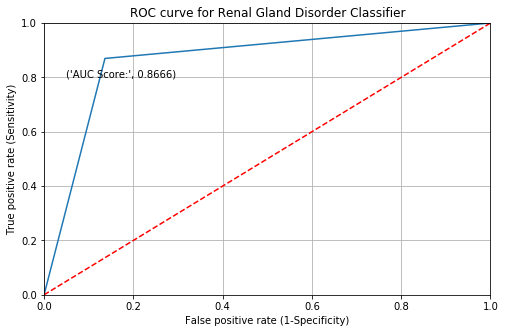 ROC curve for Renal Gland Disorder Classifier
1.0
0.8
0.6
0.4
0.2
0.0
('AUC Score:', 0.8666)
True positive rate (Sensitivity)
0.0 0.2 0.4 0.6 0.8 1.0
False positive rate (1-Specificity)